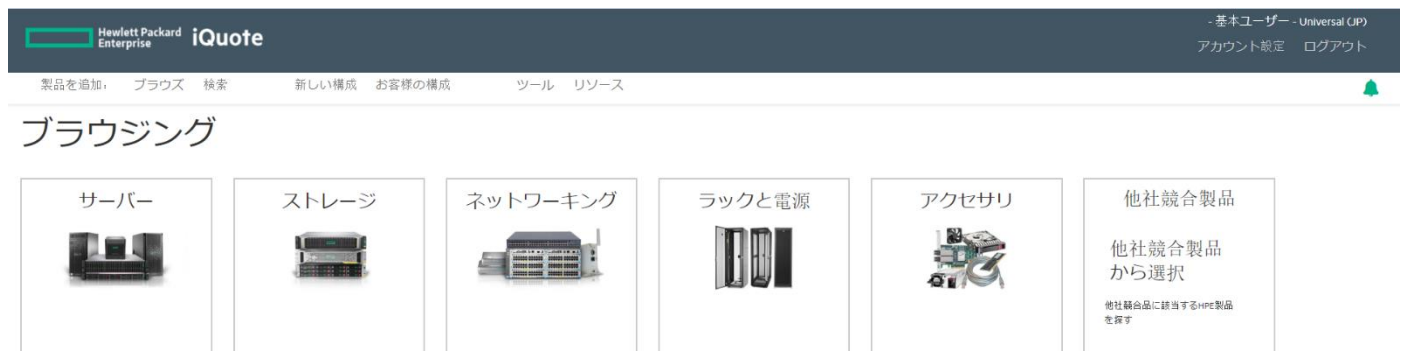 Hewlett Packard
Enterprise
iQuote
- 基本ユーザー - Universal (JP)
アカウント設定 ログアウト
製品を追加: ブラウズ 検索 新しい構成 お客様の構成 ツール リソース
ブラウジング
サーバー
ストレージ
ネットワーキング
ラックと電源
アクセサリ
他社競合製品
他社競合製品
から選択
他社競合品に該当するHPE製品
を探す